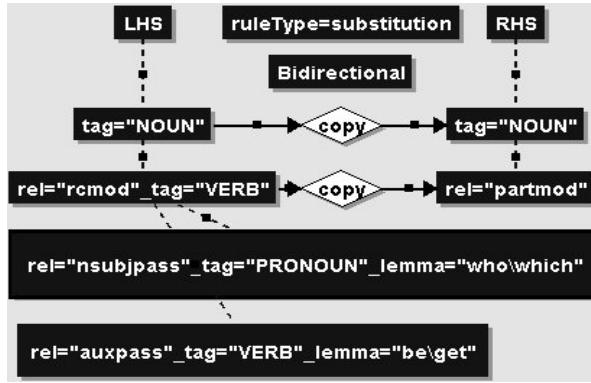 LHS ruleType=substitution RHS
Bidirectional
tag="NOUN" copy tag="NOUN"
rel="rcmod"_tag="VERB" copy rel="partmod"
rel="nsubjpass"_tag="PRONOUN"_lemma="who\which"
rel="auxpass"_tag="VERB"_lemma="be\get"